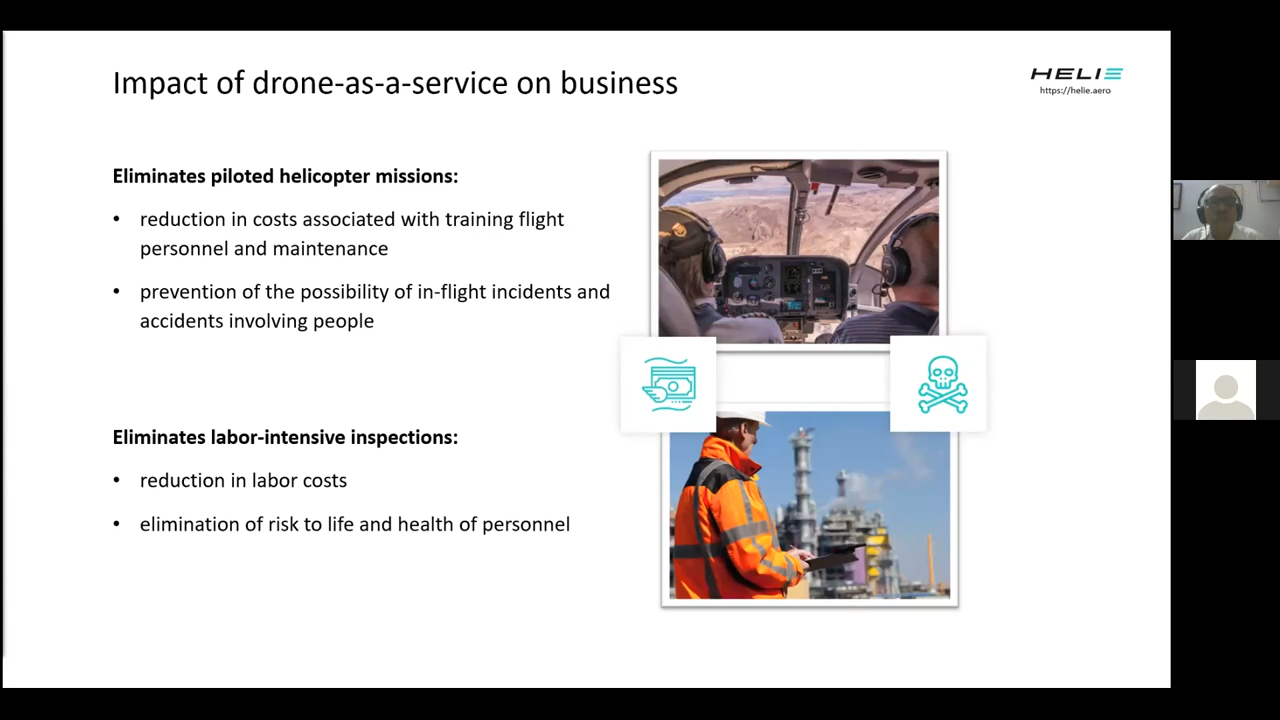 Impact of drone-as-a-service on business
HELIE
https://helie.aero
Eliminates piloted helicopter missions:
• reduction in costs associated with training flight
personnel and maintenance
• prevention of the possibility of in-flight incidents and
accidents involving people
Eliminates labor-intensive inspections:
• reduction in labor costs
• elimination of risk to life and health of personnel